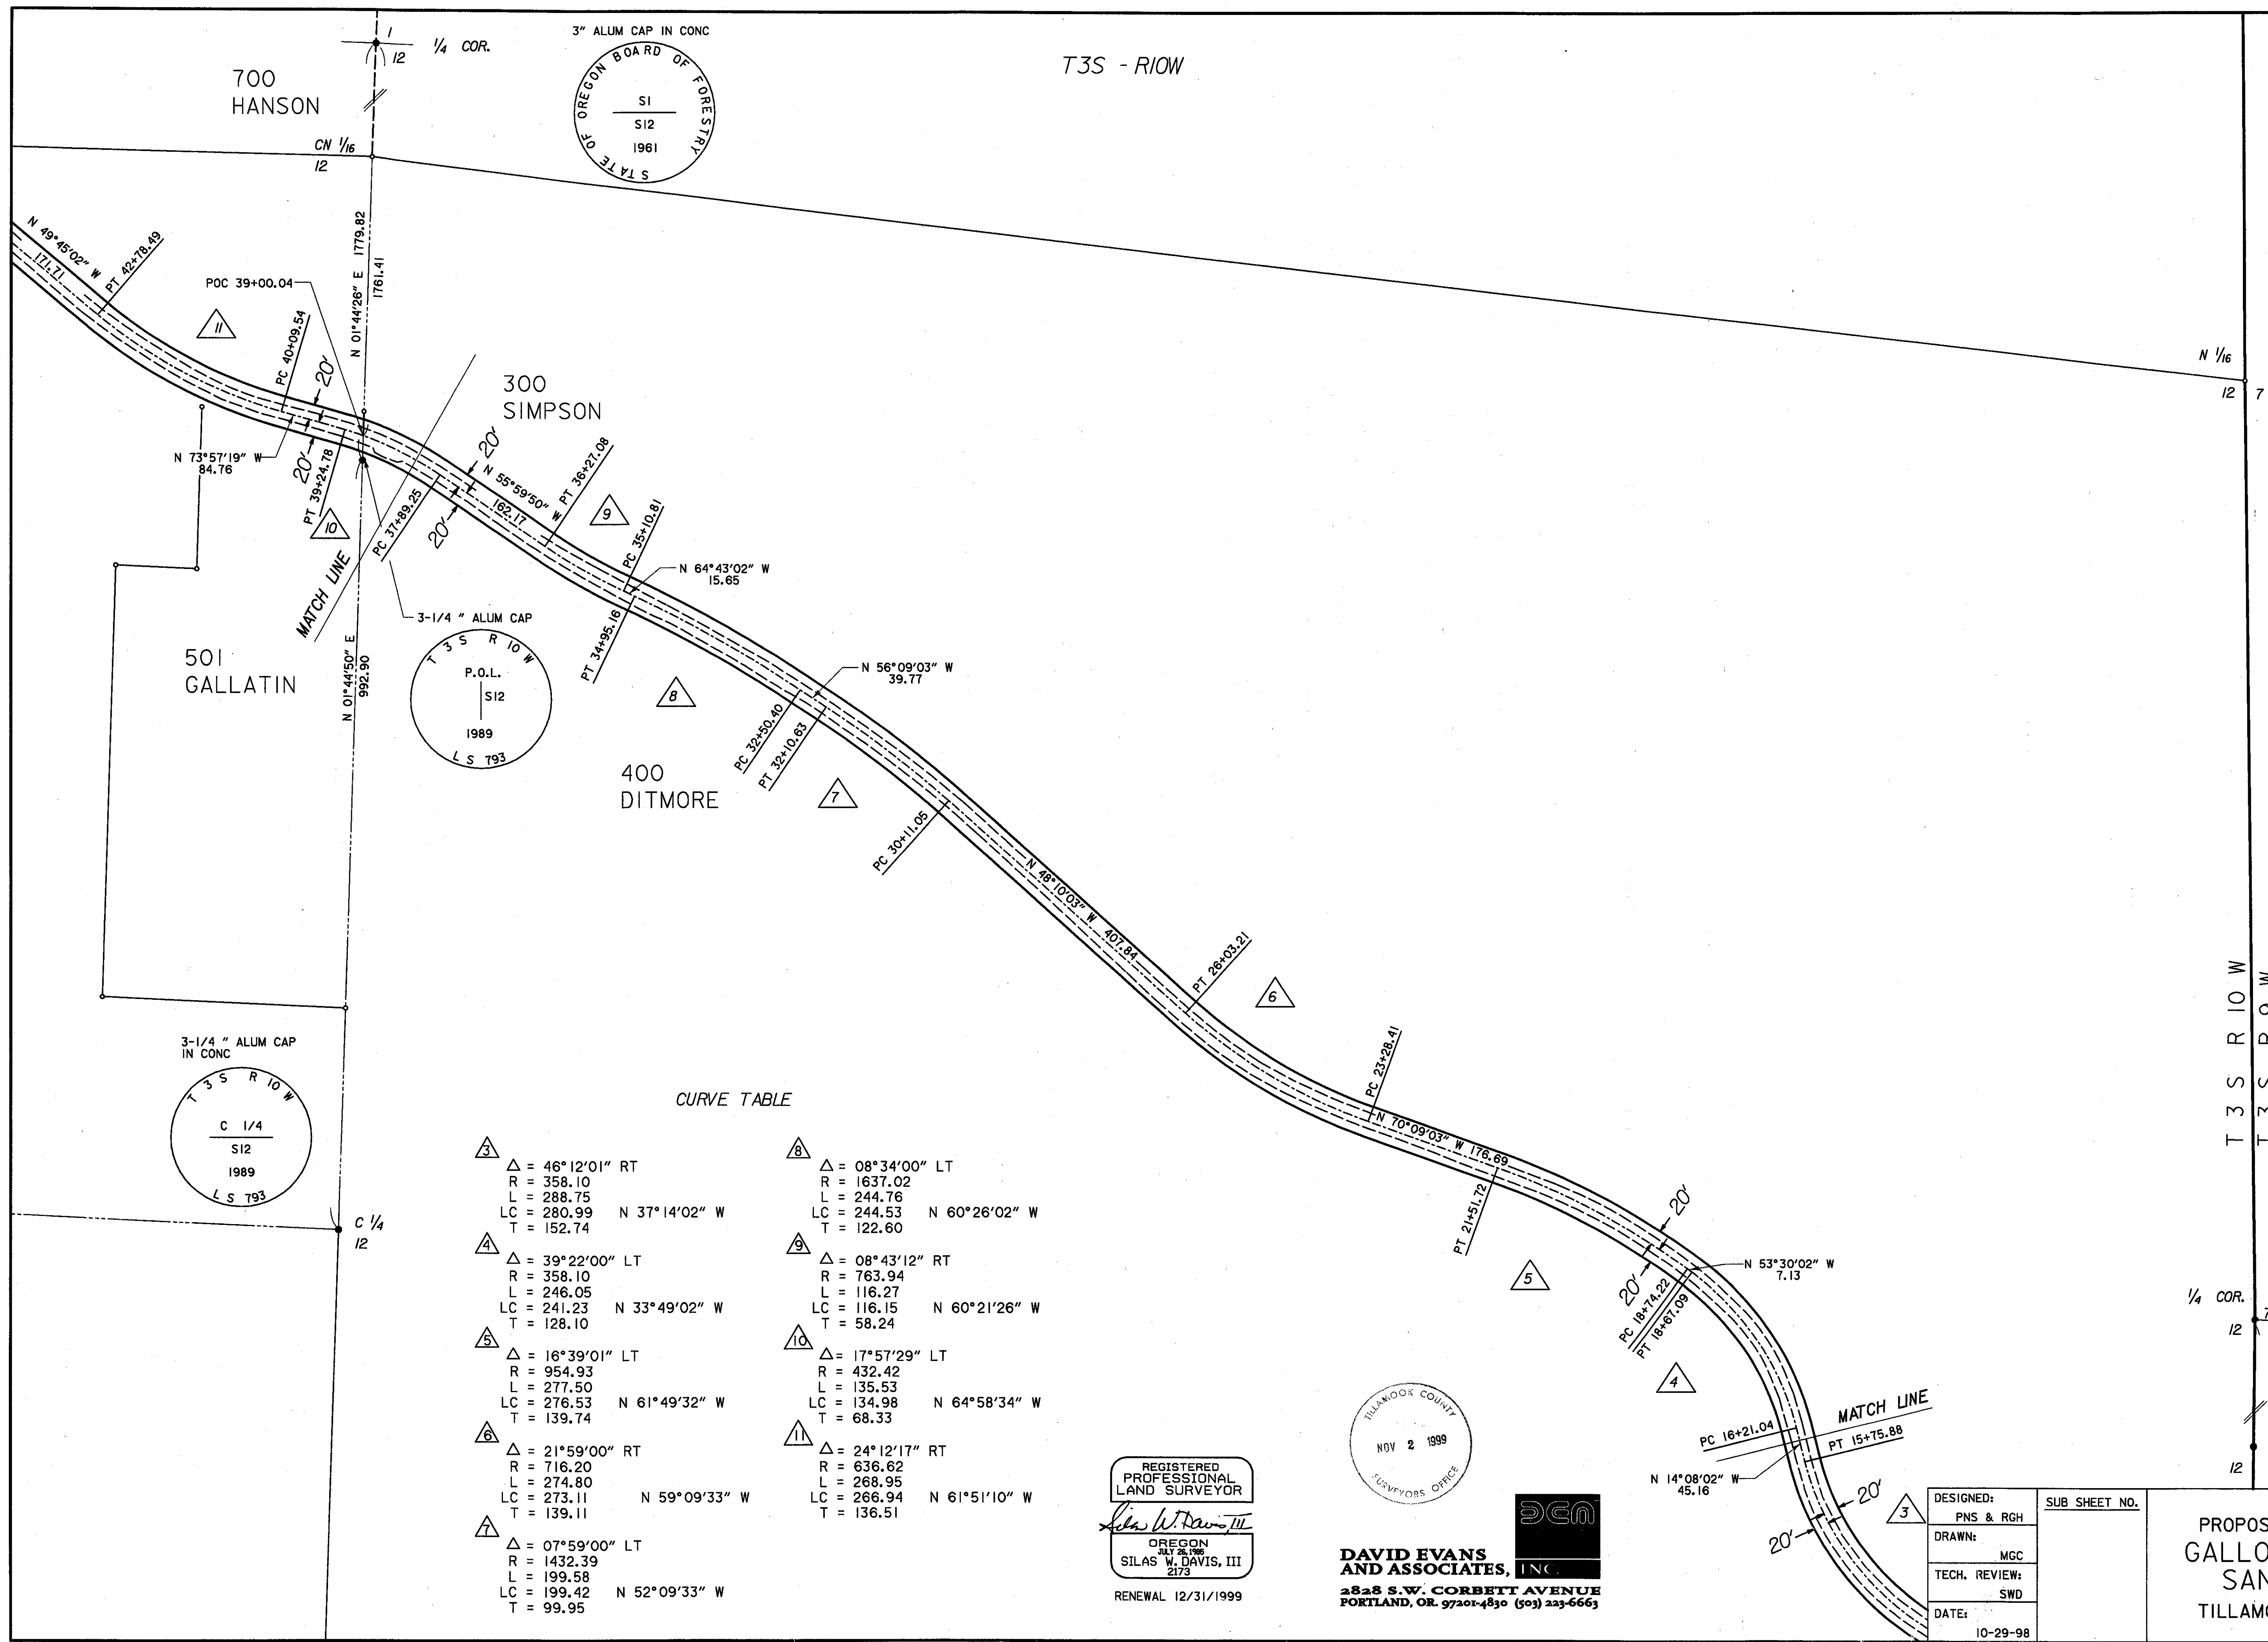 1
12
1/4 COR.
3" ALUM CAP IN CONC
STATE OF OREGON BOARD OF FORESTRY
S1
S12
1961
T3S - R10W
700
HANSON
CN 1/16
12
N 01°44'26" E 1779.82
1761.41
N 49°45'02" W
171.71
PT 42+78.49
POC 39+00.04
11
PC 40+09.54
20'
20'
N 73°57'19" W
84.76
PT 39+24.78
10
300
SIMPSON
N 1/16
12
7
20'
20'
N 55°59'50" W
162.17
PT 36+27.08
9
PC 37+89.25
MATCH LINE
PC 35+10.81
N 64°43'02" W
15.65
3-1/4 " ALUM CAP
T 3 S R 10 W
P.O.L.
S12
1989
L S 793
PT 34+95.16
8
501
GALLATIN
N 01°44'50" E
992.90
N 56°09'03" W
39.77
PC 32+50.40
PT 32+10.63
7
400
DITMORE
PC 30+11.05
N 48°10'03" W
407.84
PT 26+03.21
6
PC 23+28.41
N 70°09'03" W 176.69
PT 21+51.72
5
20'
20'
N 53°30'02" W
7.13
PC 18+74.22
PT 18+67.09
4
T 3 S R 10 W
1/4 COR.
12
7
3-1/4 " ALUM CAP
IN CONC
T 3 S R 10 W
C 1/4
S12
1989
L S 793
C 1/4
12
MATCH LINE
PC 16+21.04
PT 15+75.88
N 14°08'02" W
45.16
20'
20'
3
12
CURVE TABLE
3
Δ = 46°12'01" RT
R = 358.10
L = 288.75
LC = 280.99 N 37°14'02" W
T = 152.74
4
Δ = 39°22'00" LT
R = 358.10
L = 246.05
LC = 241.23 N 33°49'02" W
T = 128.10
5
Δ = 16°39'01" LT
R = 954.93
L = 277.50
LC = 276.53 N 61°49'32" W
T = 139.74
6
Δ = 21°59'00" RT
R = 716.20
L = 274.80
LC = 273.11 N 59°09'33" W
T = 139.11
7
Δ = 07°59'00" LT
R = 1432.39
L = 199.58
LC = 199.42 N 52°09'33" W
T = 99.95
8
Δ = 08°34'00" LT
R = 1637.02
L = 244.76
LC = 244.53 N 60°26'02" W
T = 122.60
9
Δ = 08°43'12" RT
R = 763.94
L = 116.27
LC = 116.15 N 60°21'26" W
T = 58.24
10
Δ = 17°57'29" LT
R = 432.42
L = 135.53
LC = 134.98 N 64°58'34" W
T = 68.33
11
Δ = 24°12'17" RT
R = 636.62
L = 268.95
LC = 266.94 N 61°51'10" W
T = 136.51
REGISTERED
PROFESSIONAL
LAND SURVEYOR
Silas W. Davis, III
OREGON
JULY 26, 1985
SILAS W. DAVIS, III
2173
RENEWAL 12/31/1999
TILLAMOOK COUNTY
NOV 2 1999
SURVEYORS OFFICE
DAVID EVANS
AND ASSOCIATES, INC.
2828 S.W. CORBETT AVENUE
PORTLAND, OR. 97201-4830 (503) 223-6663
DESIGNED:
PNS & RGH
DRAWN:
MGC
TECH. REVIEW:
SWD
DATE:
10-29-98
SUB SHEET NO.
PROPOS
GALLO
SAN
TILLAM